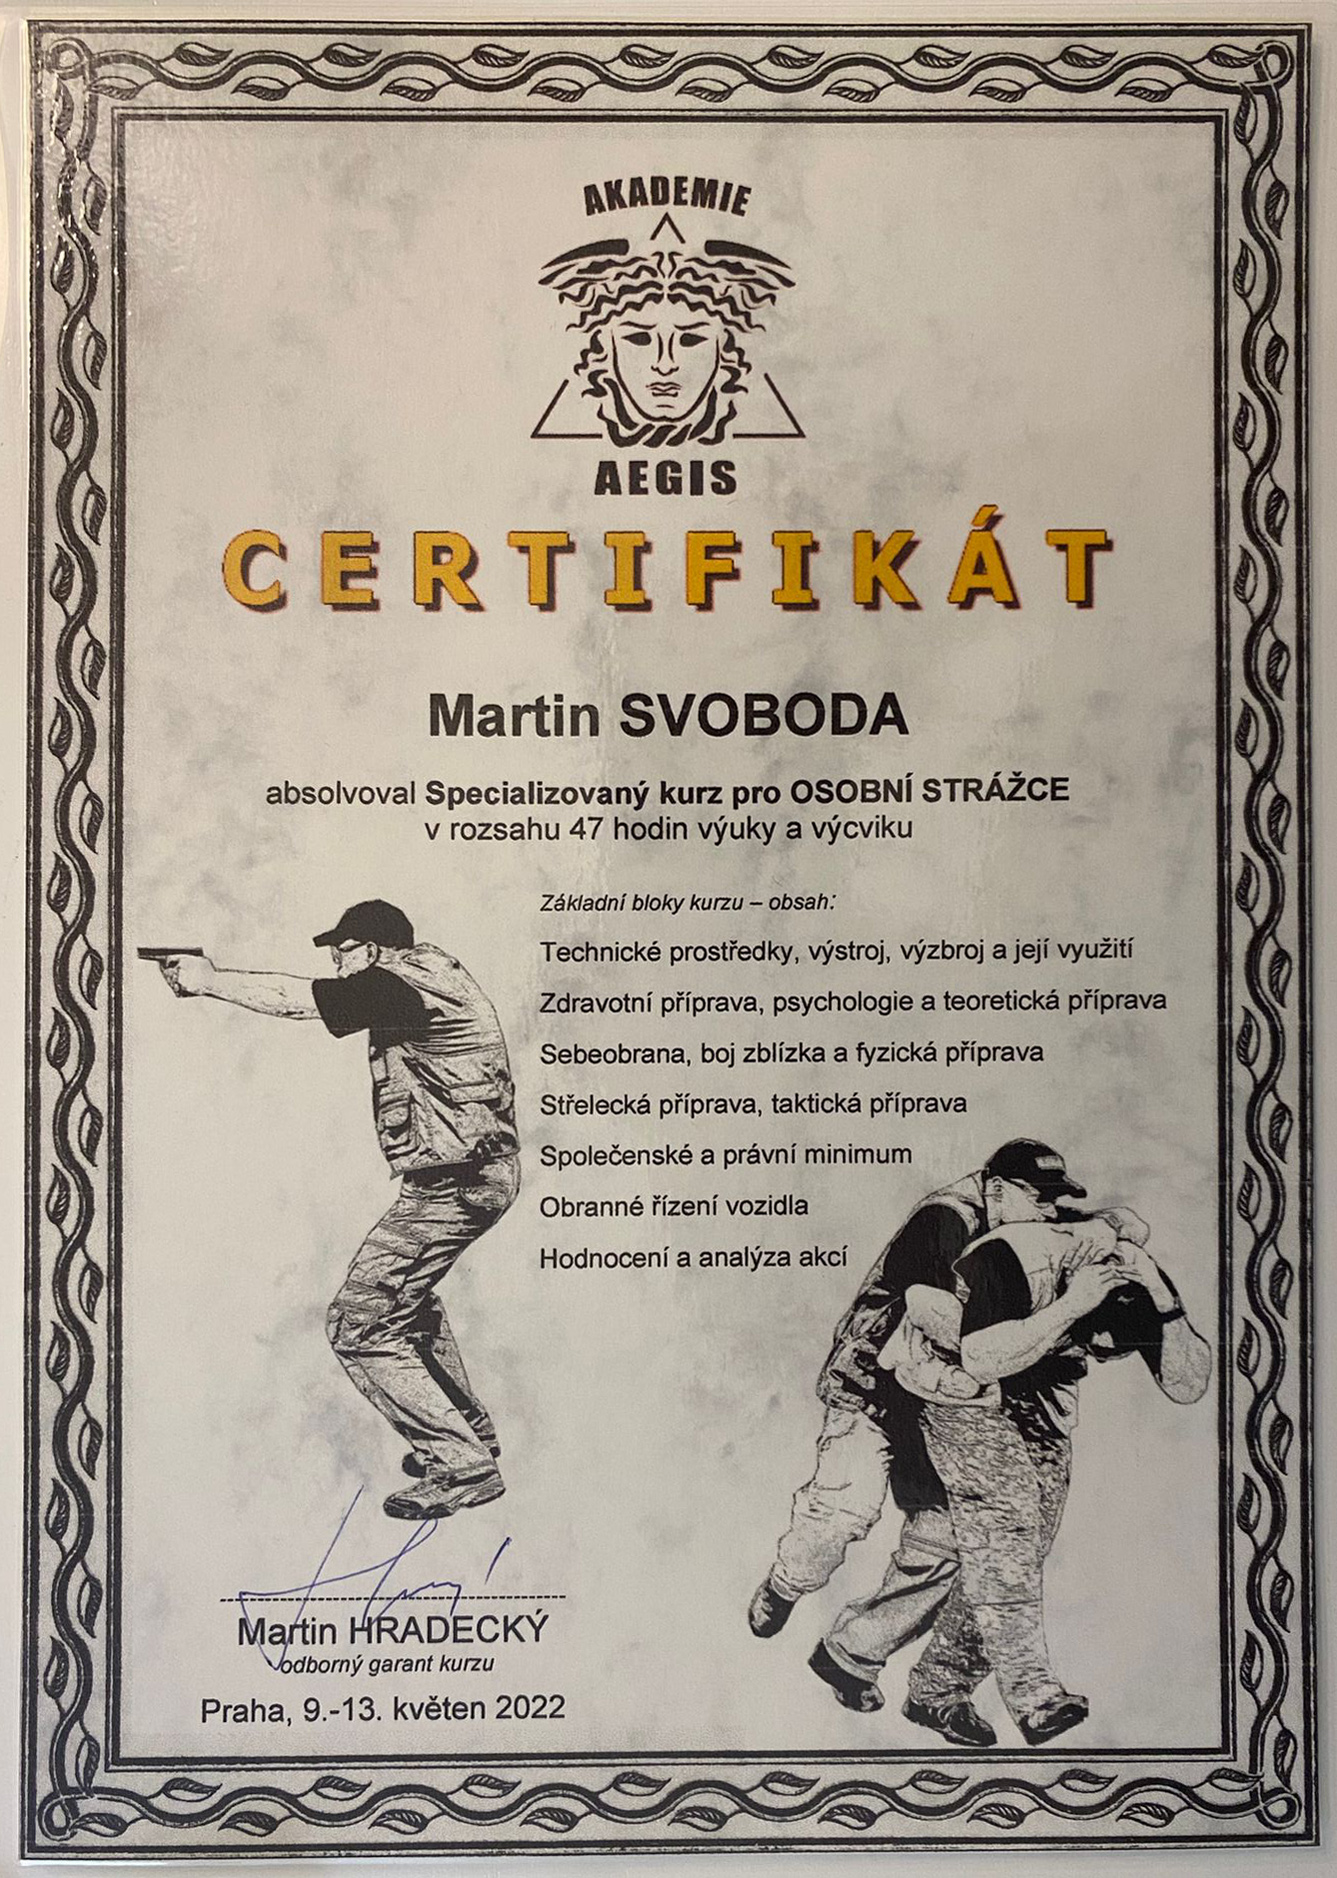 AKADEMIE
AEGIS
CERTIFIKÁT
Martin SVOBODA
absolvoval Specializovaný kurz pro OSOBNÍ STRÁŽCE
v rozsahu 47 hodin výuky a výcviku
Základní bloky kurzu – obsah:
Technické prostředky, výstroj, výzbroj a její využití
Zdravotní příprava, psychologie a teoretická příprava
Sebeobrana, boj zblízka a fyzická příprava
Střelecká příprava, taktická příprava
Společenské a právní minimum
Obranné řízení vozidla
Hodnocení a analýza akcí
Martin HRADECKÝ
odborný garant kurzu
Praha, 9.-13. květen 2022